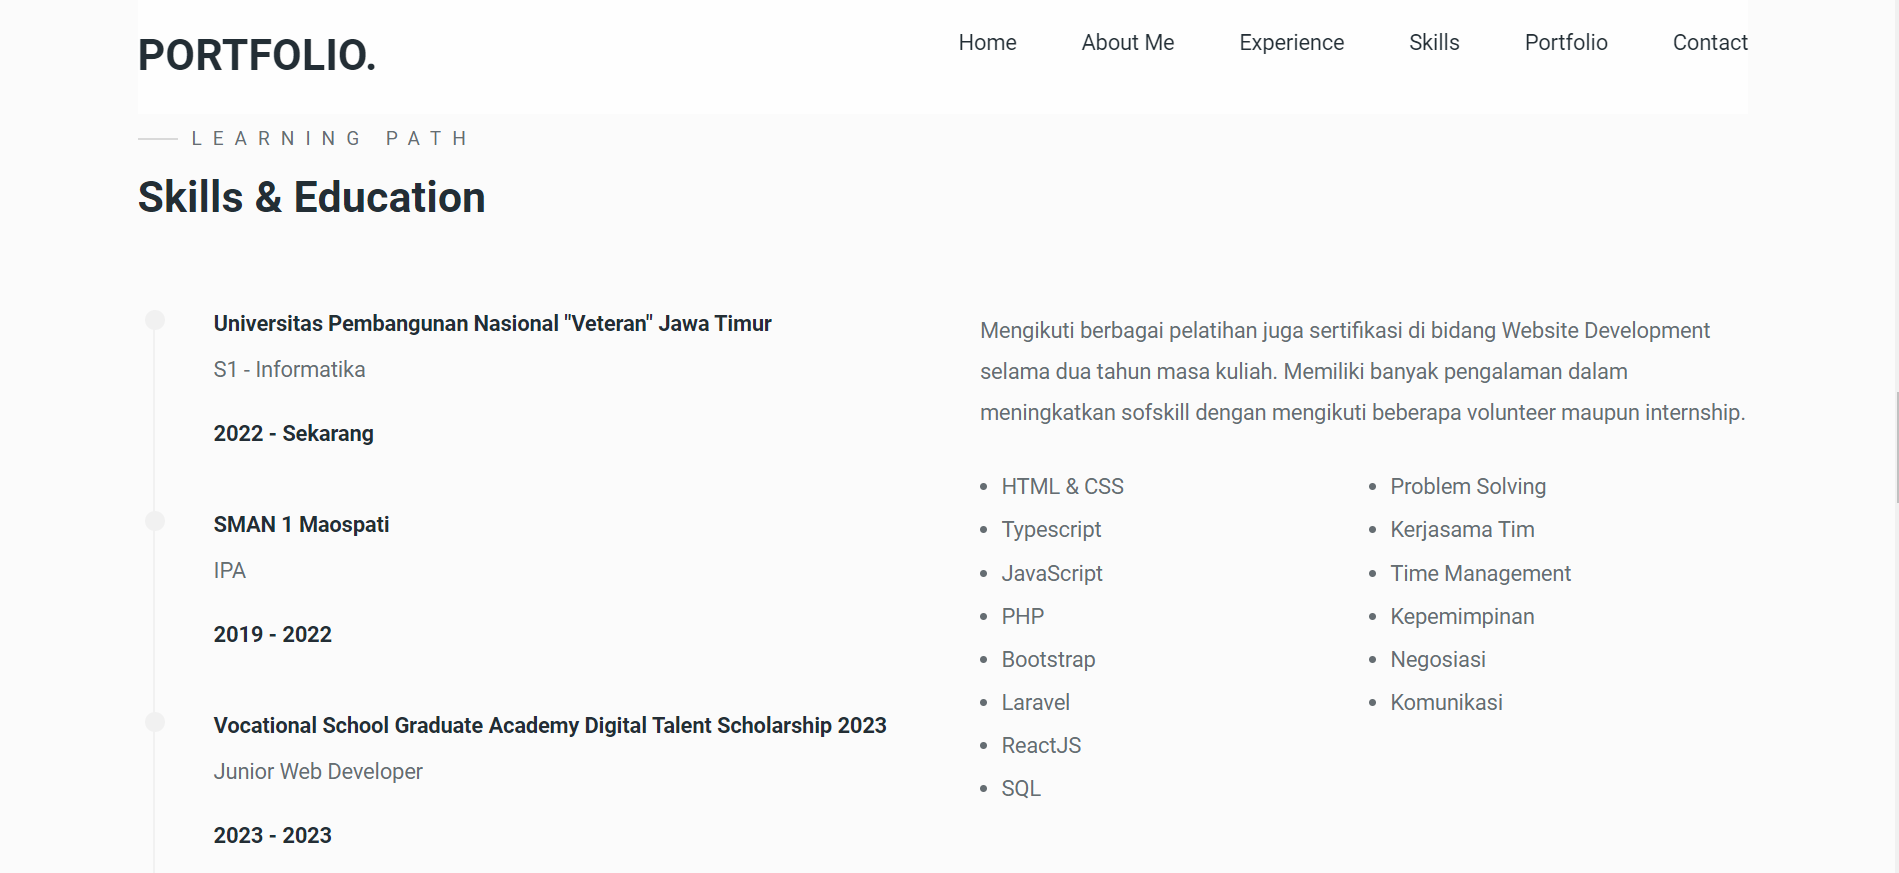 PORTFOLIO.
Home About Me Experience Skills Portfolio Contact
LEARNING PATH
Skills & Education
Universitas Pembangunan Nasional "Veteran" Jawa Timur
S1 - Informatika
2022 - Sekarang
SMAN 1 Maospati
IPA
2019 - 2022
Vocational School Graduate Academy Digital Talent Scholarship 2023
Junior Web Developer
2023 - 2023
Mengikuti berbagai pelatihan juga sertifikasi di bidang Website Development
selama dua tahun masa kuliah. Memiliki banyak pengalaman dalam
meningkatkan sofskill dengan mengikuti beberapa volunteer maupun internship.
• HTML & CSS
• Typescript
• JavaScript
• PHP
• Bootstrap
• Laravel
• ReactJS
• SQL
• Problem Solving
• Kerjasama Tim
• Time Management
• Kepemimpinan
• Negosiasi
• Komunikasi